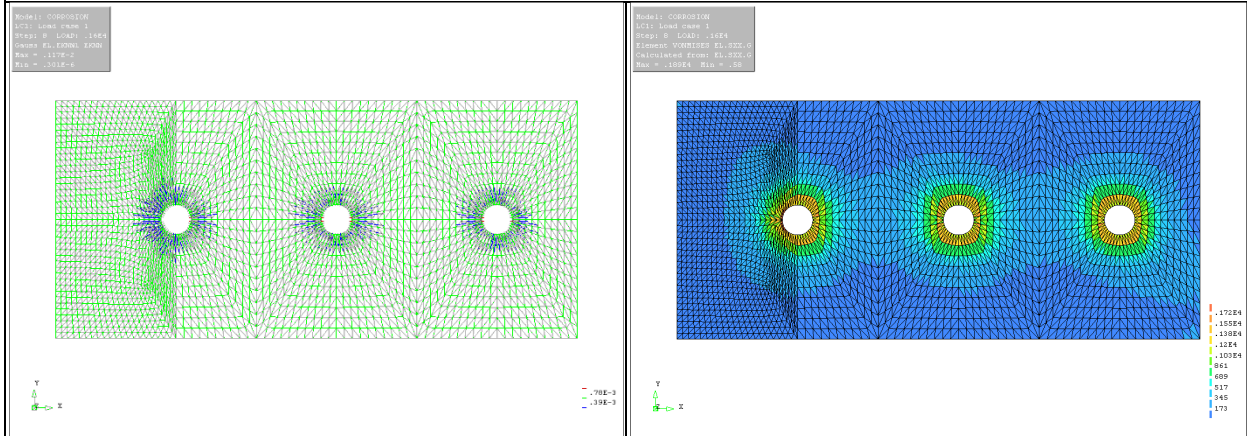 Model: CORROSION
LC1: Load case 1
Step: 8 LOAD: .16E4
Gauss EL.EKNN1 EKNN
Max = .117E-2
Min = .301E-6
Y
Z X
.78E-3
.39E-3
Model: CORROSION
LC1: Load case 1
Step: 8 LOAD: .16E4
Element VONMISES EL.SXX.G
Calculated from: EL.SXX.G
Max = .188E4 Min = .58
Y
Z X
.172E4
.155E4
.138E4
.12E4
.103E4
861
689
517
345
173